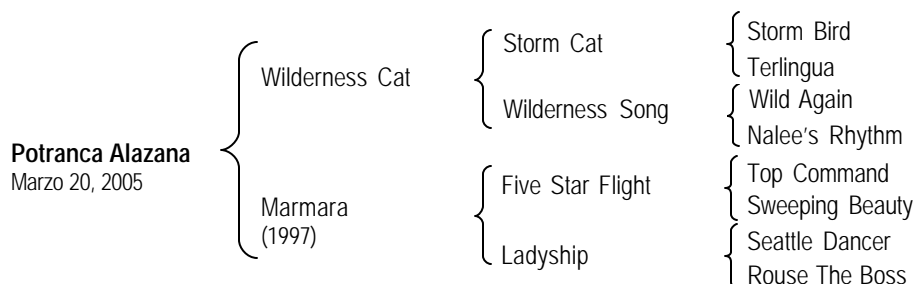 Potranca Alazana
Marzo 20, 2005
Wilderness Cat
Marmara
(1997)
Storm Cat
Wilderness Song
Five Star Flight
Ladyship
Storm Bird
Terlingua
Wild Again
Nalee's Rhythm
Top Command
Sweeping Beauty
Seattle Dancer
Rouse The Boss